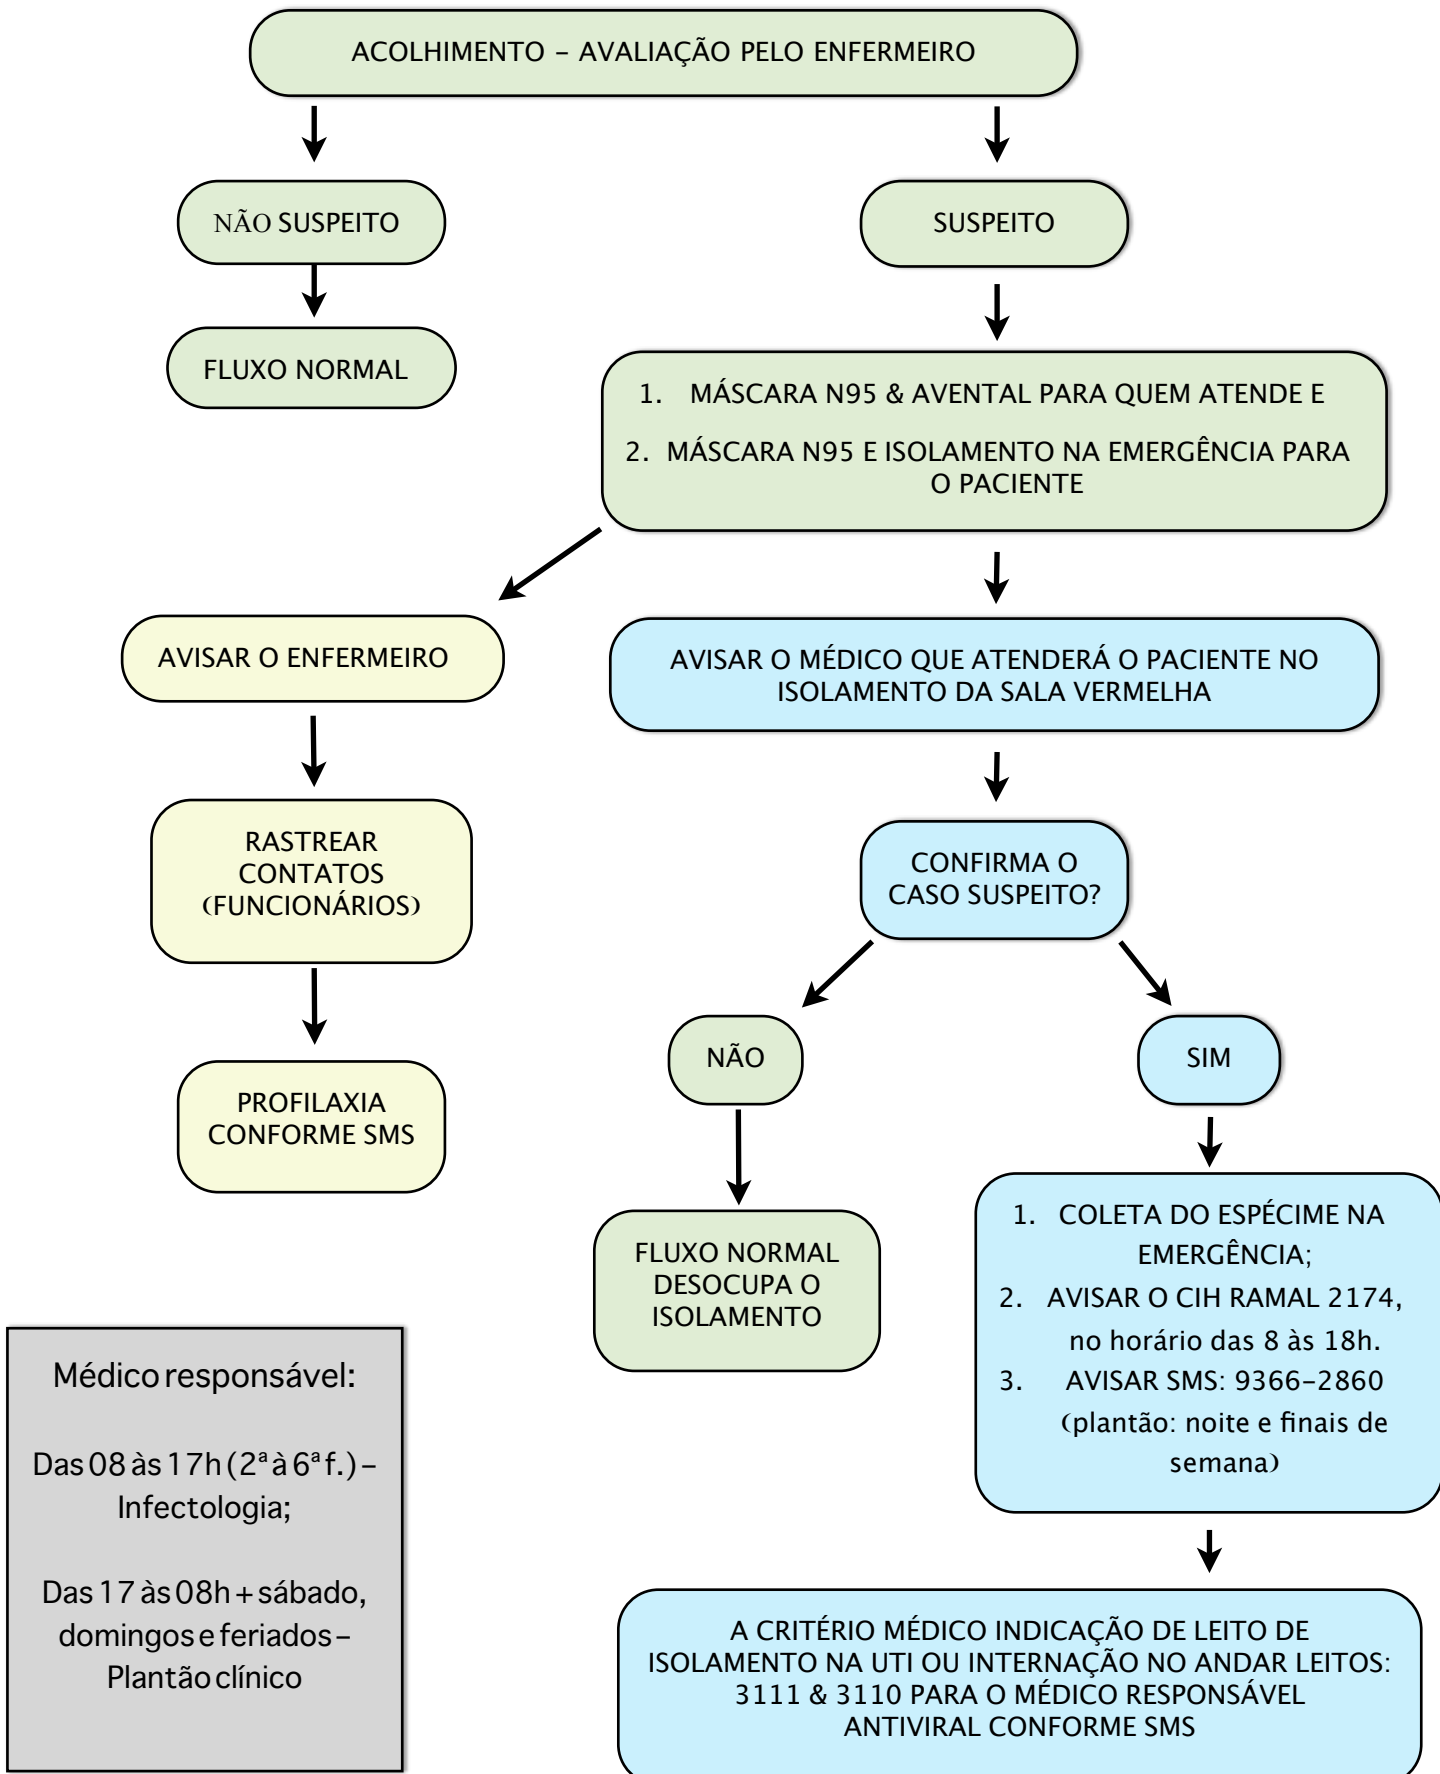 ACOLHIMENTO – AVALIAÇÃO PELO ENFERMEIRO
NÃO SUSPEITO
SUSPEITO
FLUXO NORMAL
1. MÁSCARA N95 & AVENTAL PARA QUEM ATENDE E
2. MÁSCARA N95 E ISOLAMENTO NA EMERGÊNCIA PARA
O PACIENTE
AVISAR O ENFERMEIRO
AVISAR O MÉDICO QUE ATENDERÁ O PACIENTE NO
ISOLAMENTO DA SALA VERMELHA
RASTREAR
CONTATOS
(FUNCIONÁRIOS)
CONFIRMA O
CASO SUSPEITO?
NÃO
SIM
PROFILAXIA
CONFORME SMS
FLUXO NORMAL
DESOCUPA O
ISOLAMENTO
1. COLETA DO ESPÉCIME NA
EMERGÊNCIA;
2. AVISAR O CIH RAMAL 2174,
no horário das 8 às 18h.
3. AVISAR SMS: 9366-2860
(plantão: noite e finais de
semana)
Médico responsável:
Das 08 às 17h (2ª à 6ª f.) –
Infectologia;
Das 17 às 08h + sábado,
domingos e feriados –
Plantão clínico
A CRITÉRIO MÉDICO INDICAÇÃO DE LEITO DE
ISOLAMENTO NA UTI OU INTERNAÇÃO NO ANDAR LEITOS:
3111 & 3110 PARA O MÉDICO RESPONSÁVEL
ANTIVIRAL CONFORME SMS